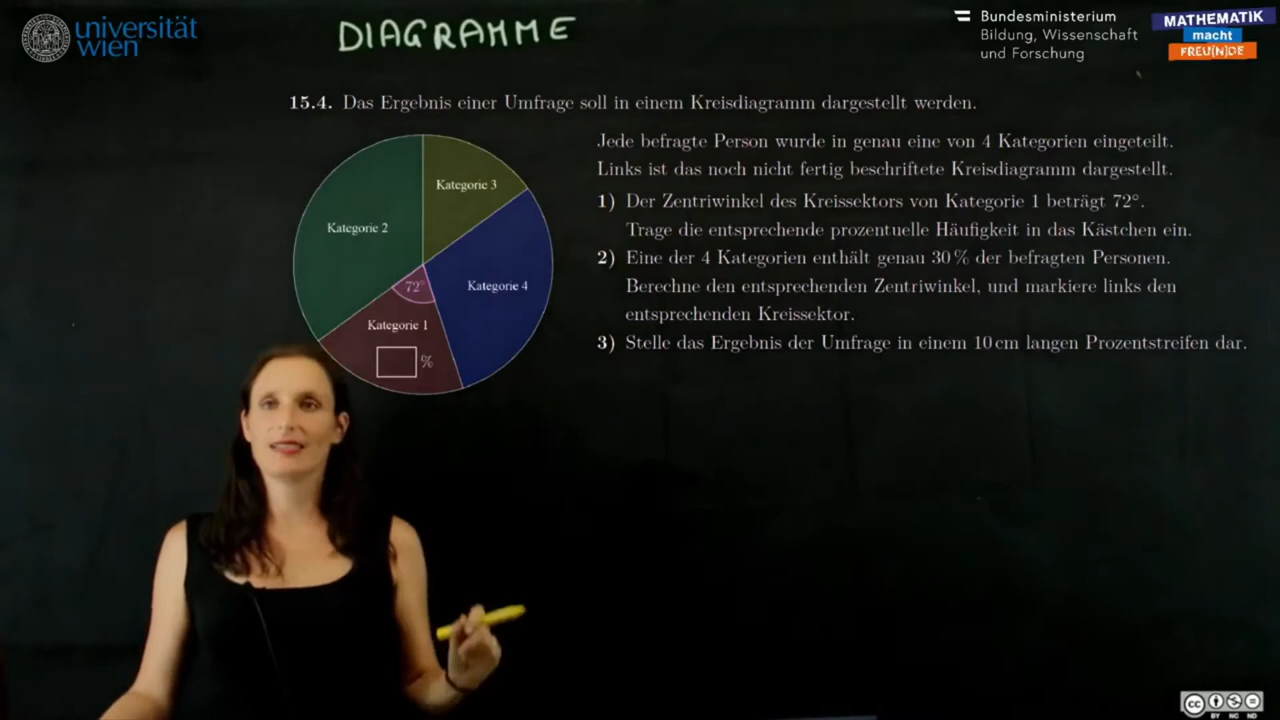 universität
wien
DIAGRAMME
Bundesministerium
Bildung, Wissenschaft
und Forschung
MATHEMATIK
macht
FREU(N)DE
15.4. Das Ergebnis einer Umfrage soll in einem Kreisdiagramm dargestellt werden.
Kategorie 3
Kategorie 2
Kategorie 4
72°
Kategorie 1
%
Jede befragte Person wurde in genau eine von 4 Kategorien eingeteilt.
Links ist das noch nicht fertig beschriftete Kreisdiagramm dargestellt.
1) Der Zentriwinkel des Kreissektors von Kategorie 1 beträgt 72°.
Trage die entsprechende prozentuelle Häufigkeit in das Kästchen ein.
2) Eine der 4 Kategorien enthält genau 30 % der befragten Personen.
Berechne den entsprechenden Zentriwinkel, und markiere links den
entsprechenden Kreissektor.
3) Stelle das Ergebnis der Umfrage in einem 10 cm langen Prozentstreifen dar.
cc
BY NC ND